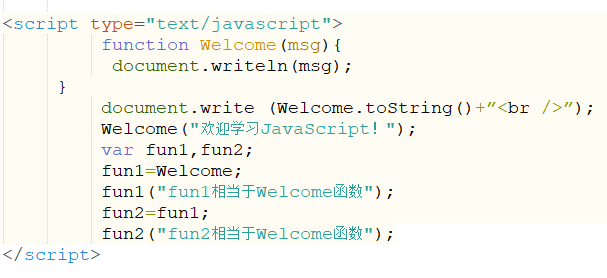 <script type="text/javascript">
function Welcome(msg){
document.writeln(msg);
}
document.write (Welcome.toString()+”<br />”);
Welcome("欢迎学习JavaScript! ");
var fun1,fun2;
fun1=Welcome;
fun1("fun1相当于Welcome函数");
fun2=fun1;
fun2("fun2相当于Welcome函数");
</script>